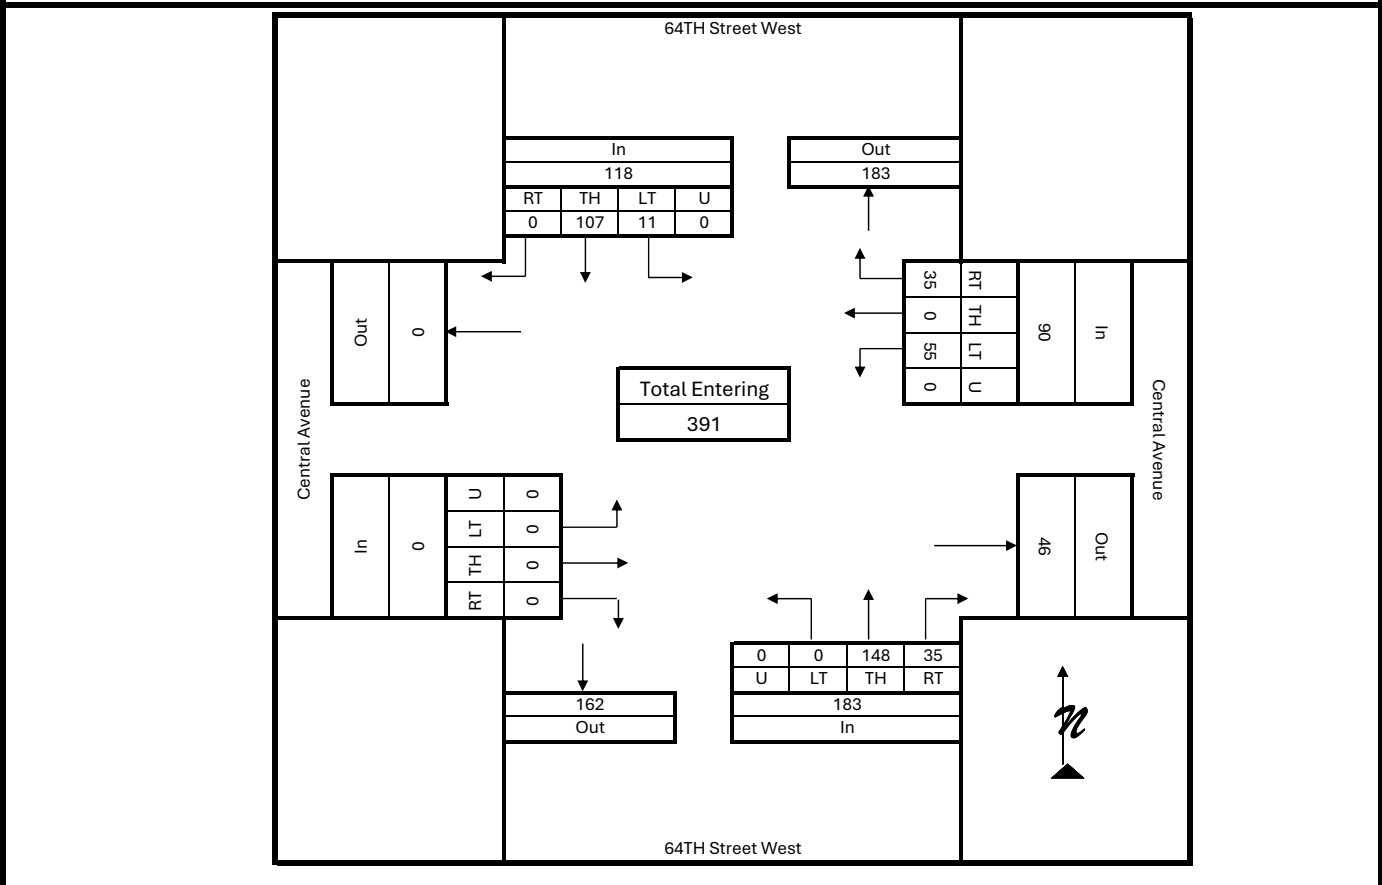 64TH Street West
In
118
RT TH LT U
0 107 11 0
Out
183
Central Avenue
Out
0
35 RT
0 TH
55 LT
0 U
90
In
Central Avenue
Total Entering
391
In
0
U 0
LT 0
TH 0
RT 0
46
Out
162
Out
0 0 148 35
U LT TH RT
183
In
N
64TH Street West